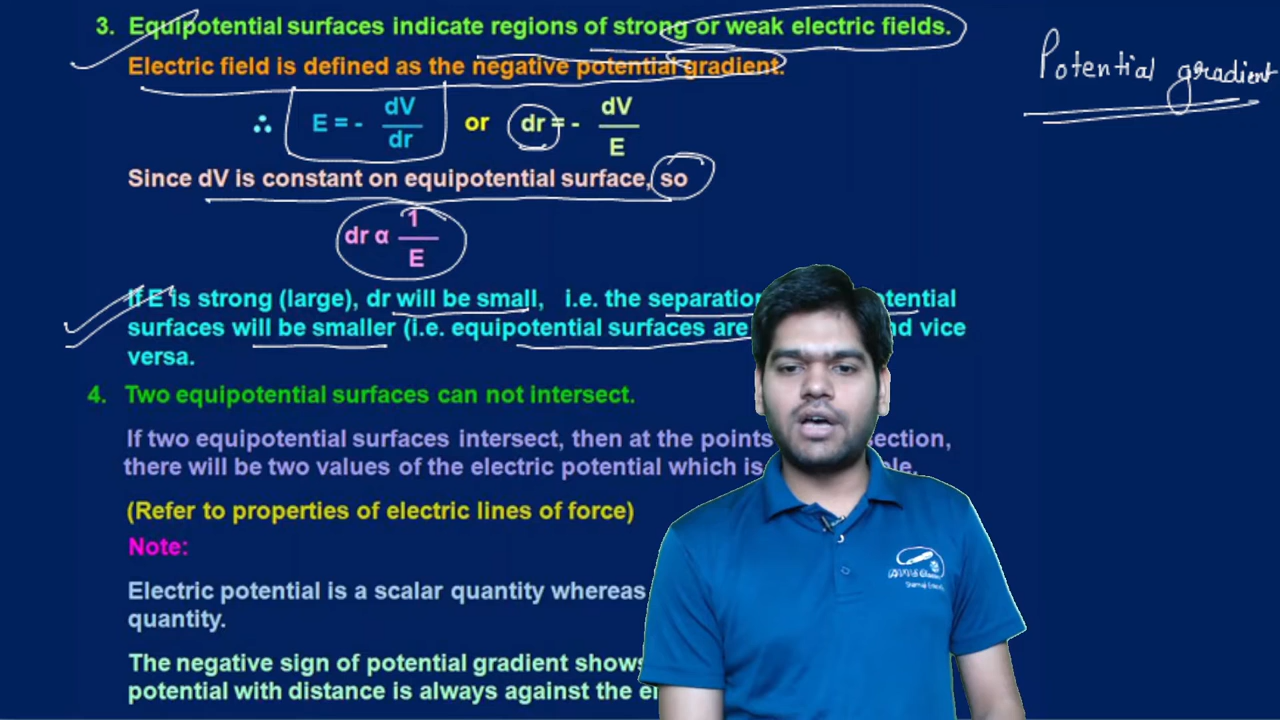 3. Equipotential surfaces indicate regions of strong or weak electric fields.
Potential gradient
Electric field is defined as the negative potential gradient.
∴ E = - dV/dr or dr = - dV/E
Since dV is constant on equipotential surface, so
dr α 1/E
If E is strong (large), dr will be small, i.e. the separation
surfaces will be smaller (i.e. equipotential surfaces are vice
versa.
4. Two equipotential surfaces can not intersect.
If two equipotential surfaces intersect, then at the points
there will be two values of the electric potential which is
(Refer to properties of electric lines of force)
Note:
Electric potential is a scalar quantity whereas
quantity.
The negative sign of potential gradient shows
potential with distance is always against the